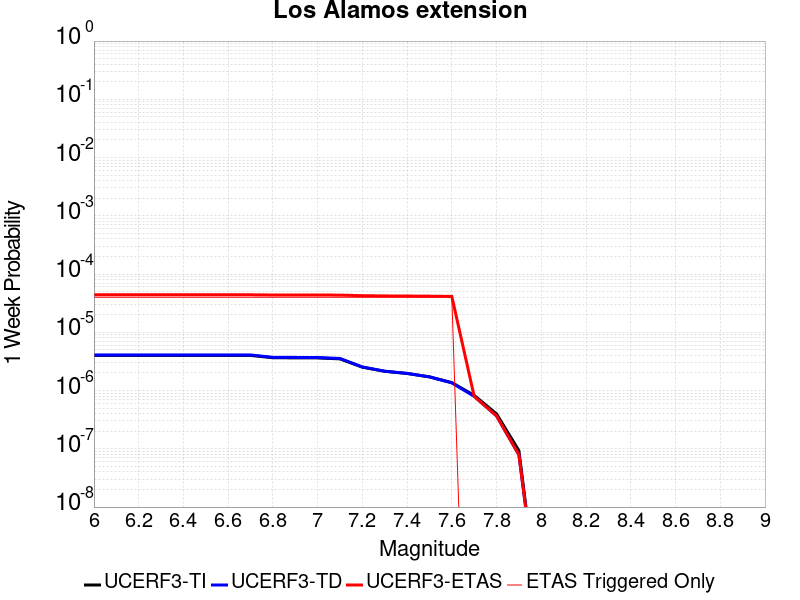 Los Alamos extension
10^0
10^-1
10^-2
10^-3
10^-4
10^-5
10^-6
10^-7
10^-8
1 Week Probability
6 6.2 6.4 6.6 6.8 7 7.2 7.4 7.6 7.8 8 8.2 8.4 8.6 8.8 9
Magnitude
UCERF3-TI UCERF3-TD UCERF3-ETAS ETAS Triggered Only